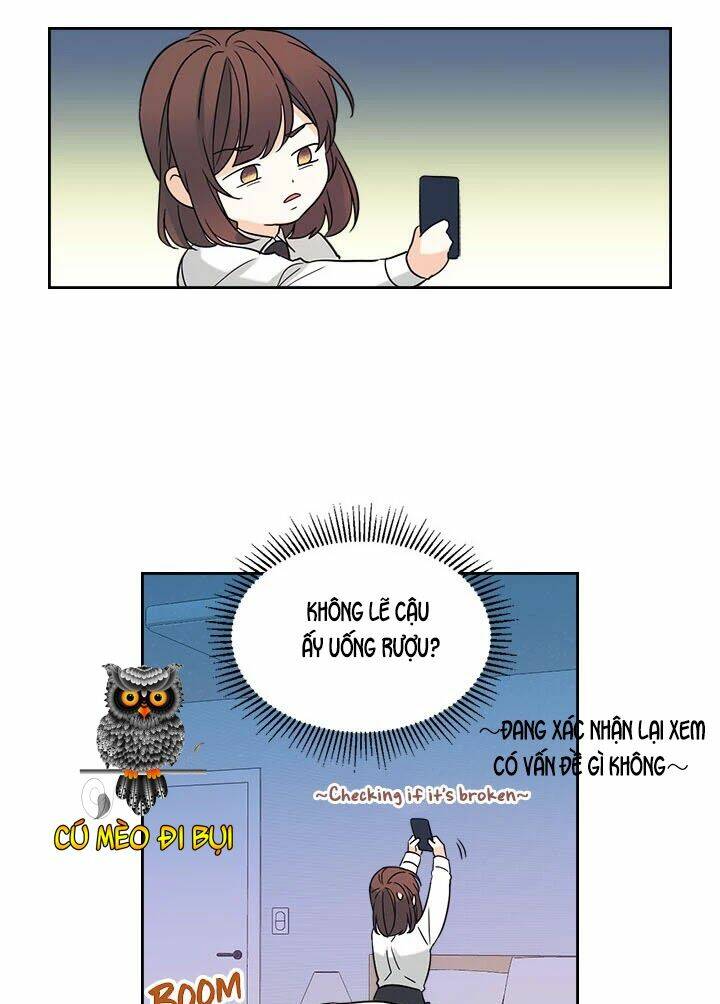 KHÔNG LẼ CẬU
ẤY UỐNG RƯỢU?
~ĐANG XÁC NHẬN LẠI XEM
CÓ VẤN ĐỀ GÌ KHÔNG~
~Checking if it's broken~
CÚ MÈO ĐI BỤI
BOOM